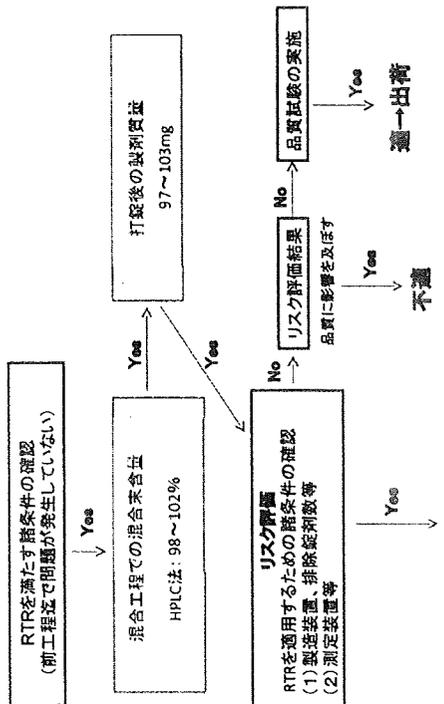 RTRを満たす諸条件の確認
(前工程迄で問題が発生していない)
Yes
混合工程での混合末含量
HPLC法：98～102%
Yes
打錠後の製剤質量
97～103mg
Yes
リスク評価
RTRを適用するための諸条件の確認
(1)製造装置、排除錠剤数等
(2)測定装置等
No
リスク評価結果
品質に影響を及ぼす
No
品質試験の実施
Yes
Yes
不適
Yes
適→出荷